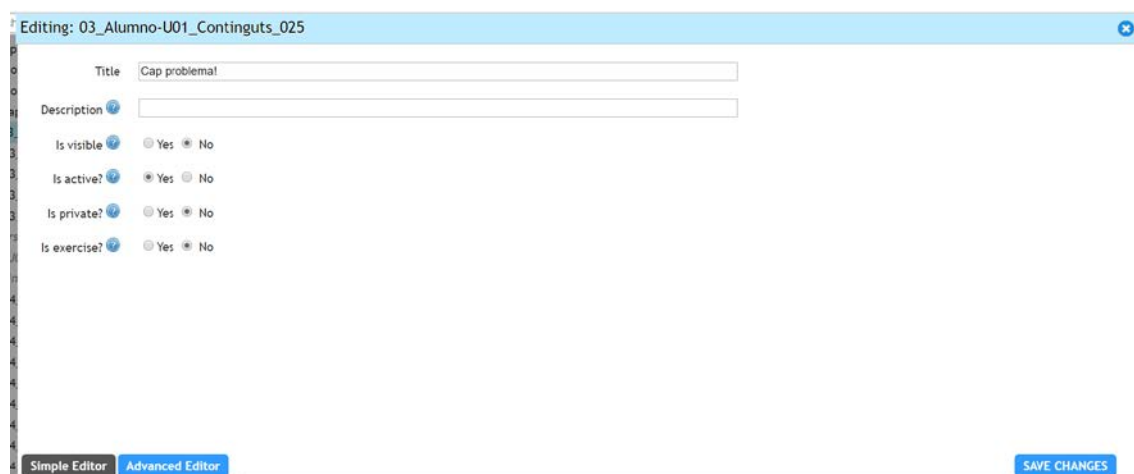 Editing: 03_Alumno-U01_Continguts_025
Title Cap problema!
Description
Is visible Yes No
Is active? Yes No
Is private? Yes No
Is exercise? Yes No
Simple Editor Advanced Editor SAVE CHANGES